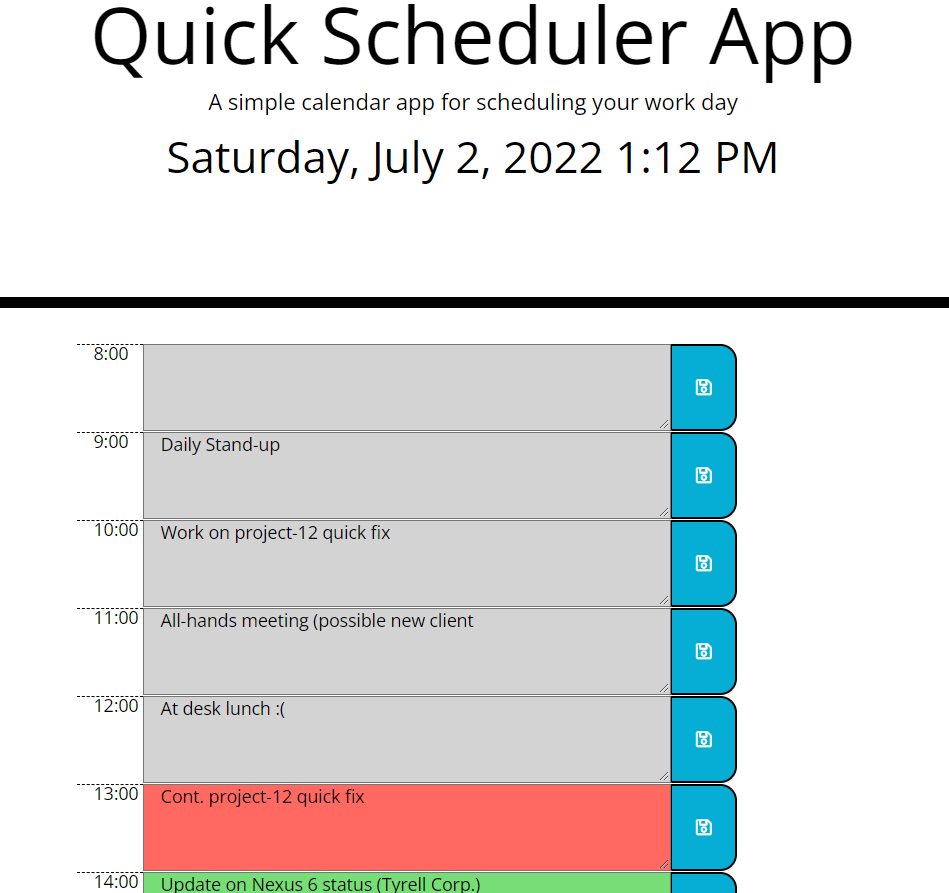 Quick Scheduler App
A simple calendar app for scheduling your work day
Saturday, July 2, 2022 1:12 PM
8:00
9:00 Daily Stand-up
10:00 Work on project-12 quick fix
11:00 All-hands meeting (possible new client
12:00 At desk lunch :(
13:00 Cont. project-12 quick fix
14:00 Update on Nexus 6 status (Tyrell Corp.)